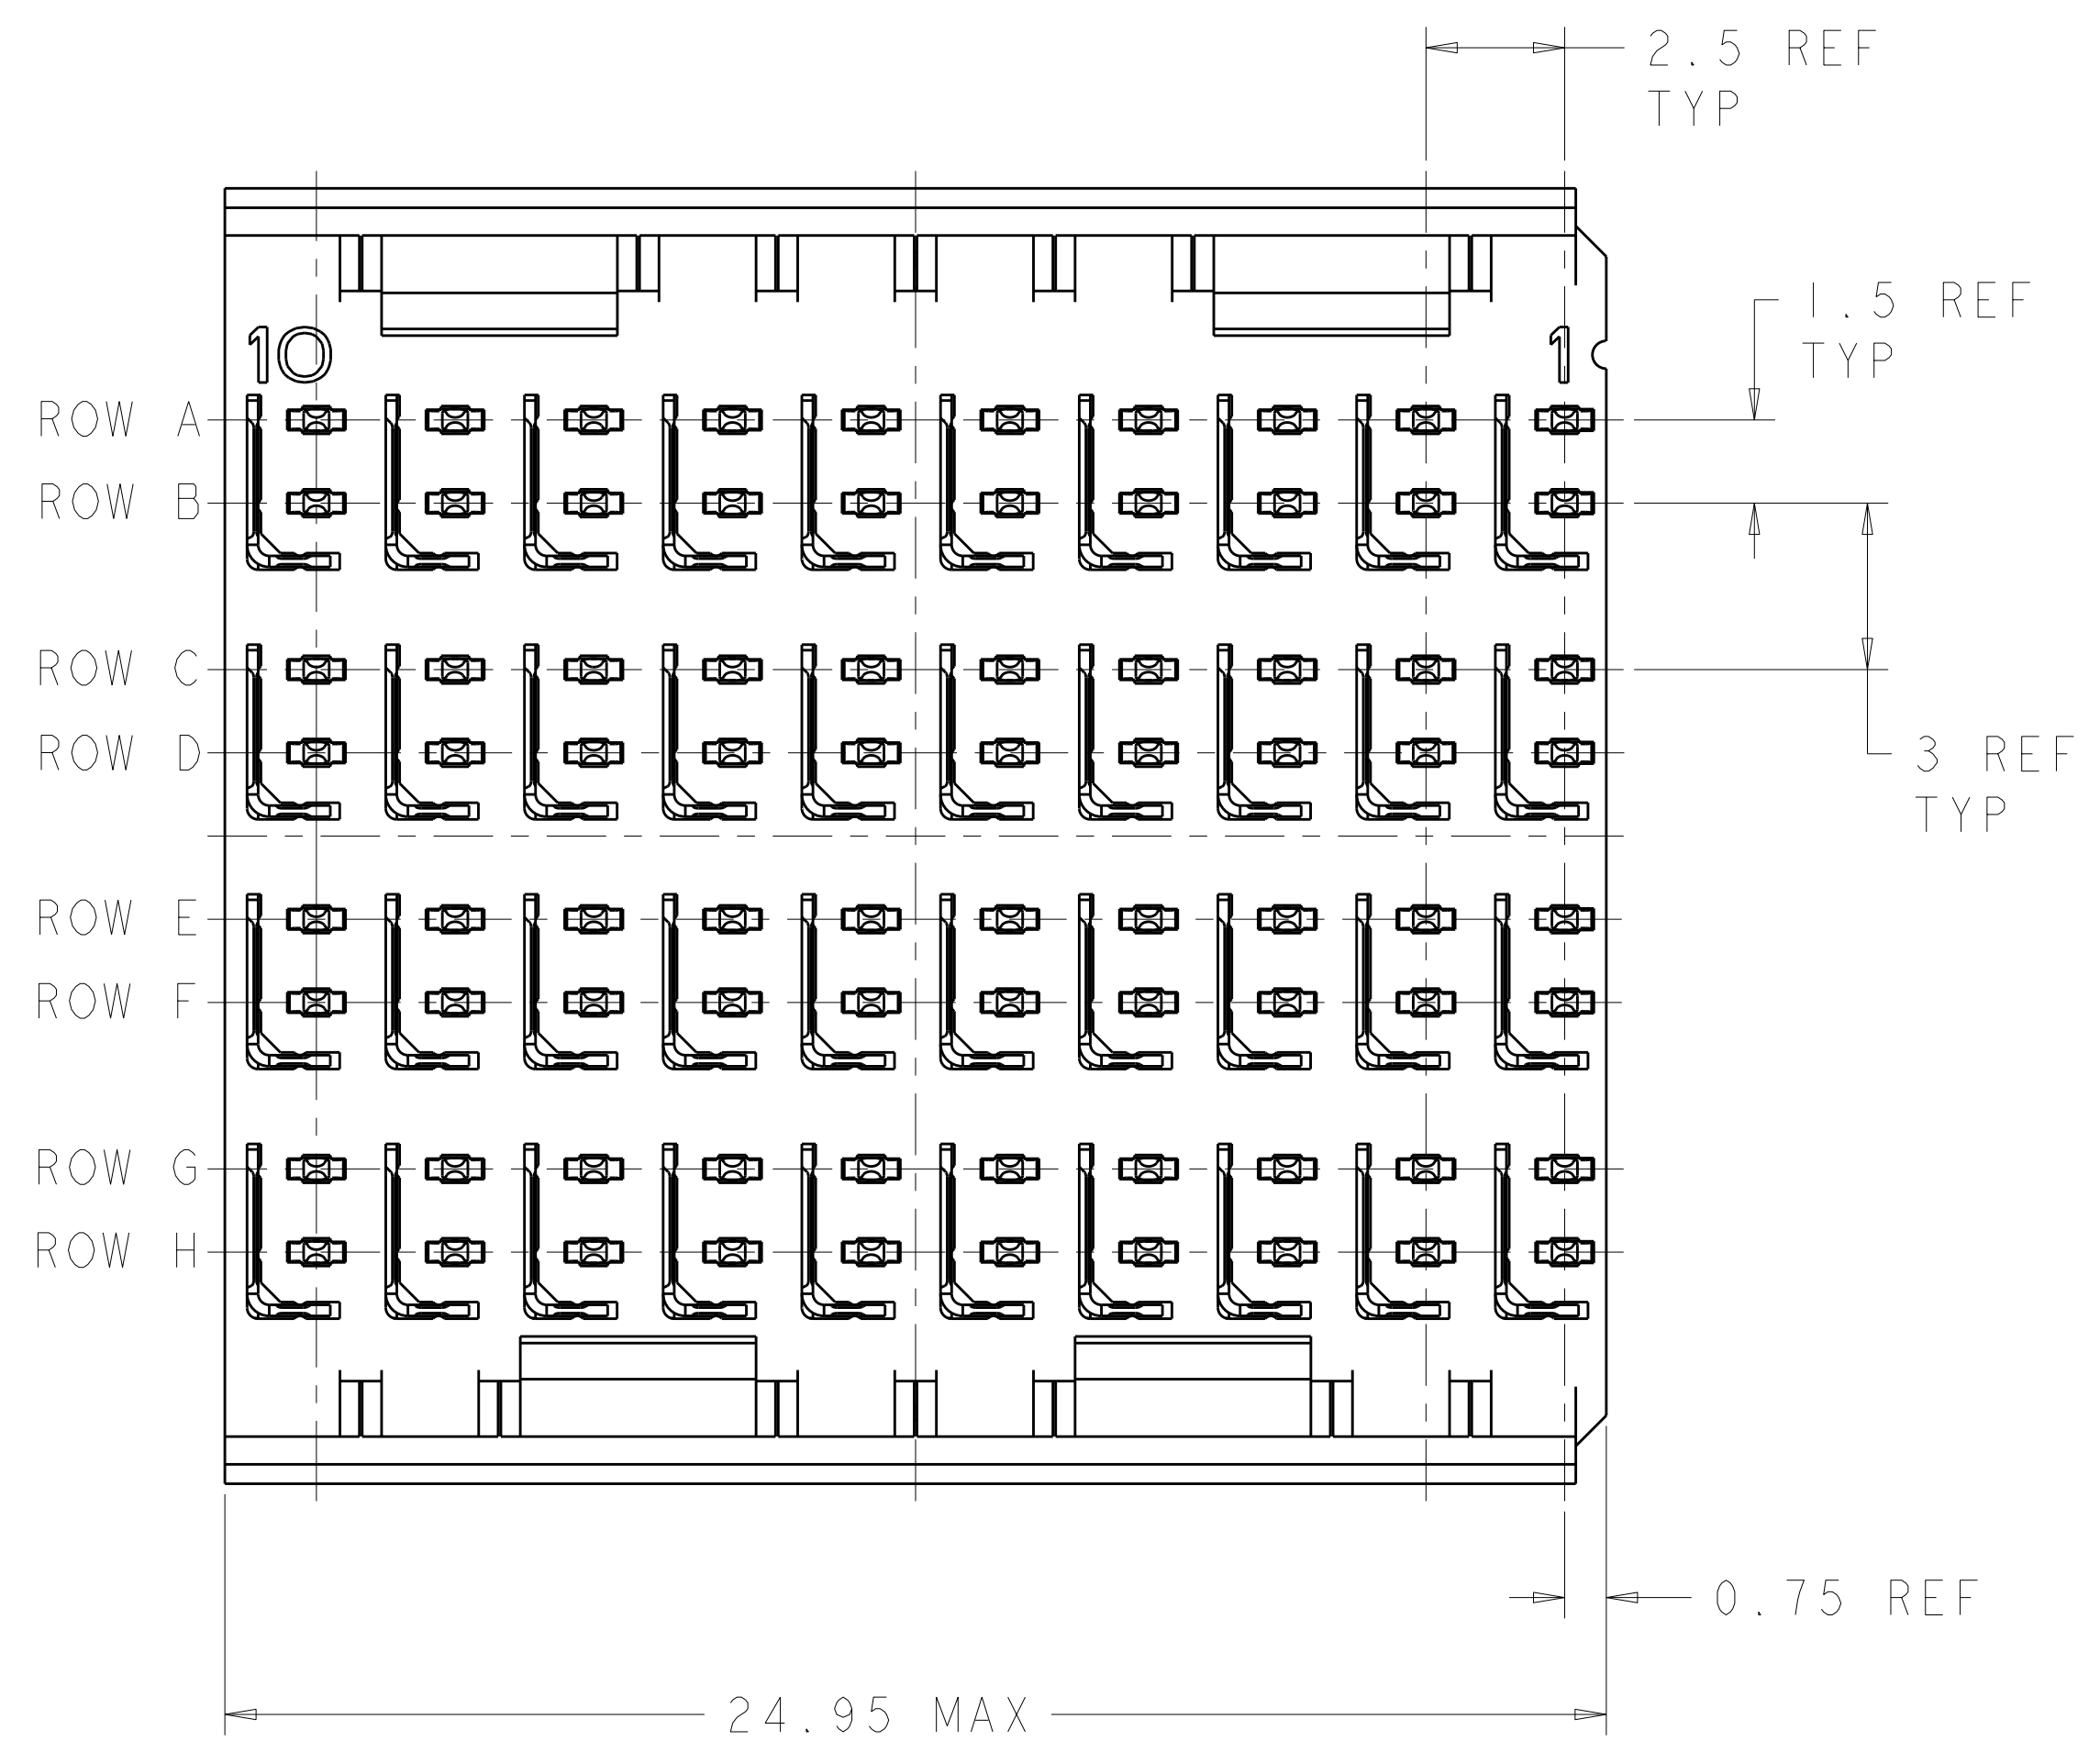 2.5 REF
TYP
1.5 REF
TYP
10
1
ROW A
ROW B
ROW C
ROW D
3 REF
TYP
ROW E
ROW F
ROW G
ROW H
0.75 REF
24.95 MAX